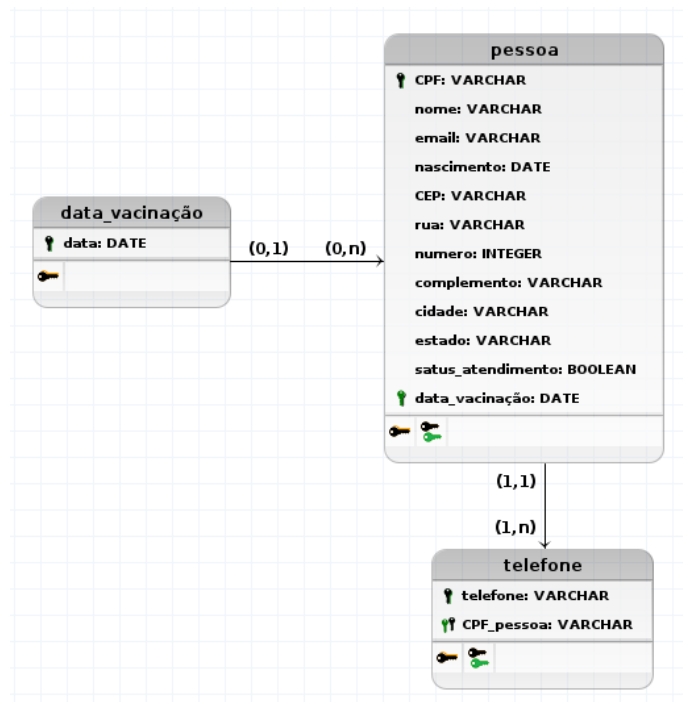 pessoa
CPF: VARCHAR
nome: VARCHAR
email: VARCHAR
nascimento: DATE
CEP: VARCHAR
rua: VARCHAR
numero: INTEGER
complemento: VARCHAR
cidade: VARCHAR
estado: VARCHAR
satus_atendimento: BOOLEAN
data_vacinação: DATE
data_vacinação
data: DATE
(0,1) (0,n)
(1,1)
(1,n)
telefone
telefone: VARCHAR
CPF_pessoa: VARCHAR